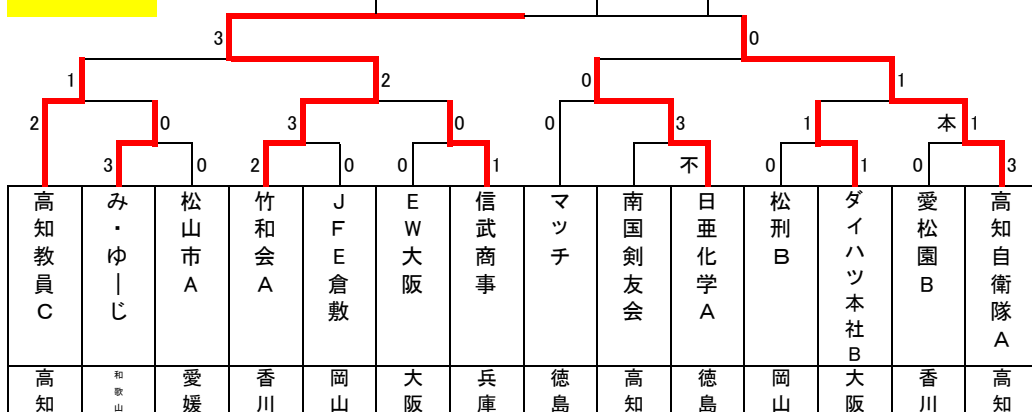 3
0
1
2
0
1
2
0
3
0
0
3
1
本
1
3
0
2
0
0
1
不
0
1
0
3
高知教員C
み・ゆーじ
松山市A
竹和会A
JFE倉敷
EW大阪
信武商事
マッチ
南国剣友会
日亜化学A
松刑B
ダイハツ本社B
愛松園B
高知自衛隊A
高知
和歌山
愛媛
香川
岡山
大阪
兵庫
徳島
高知
徳島
岡山
大阪
香川
高知